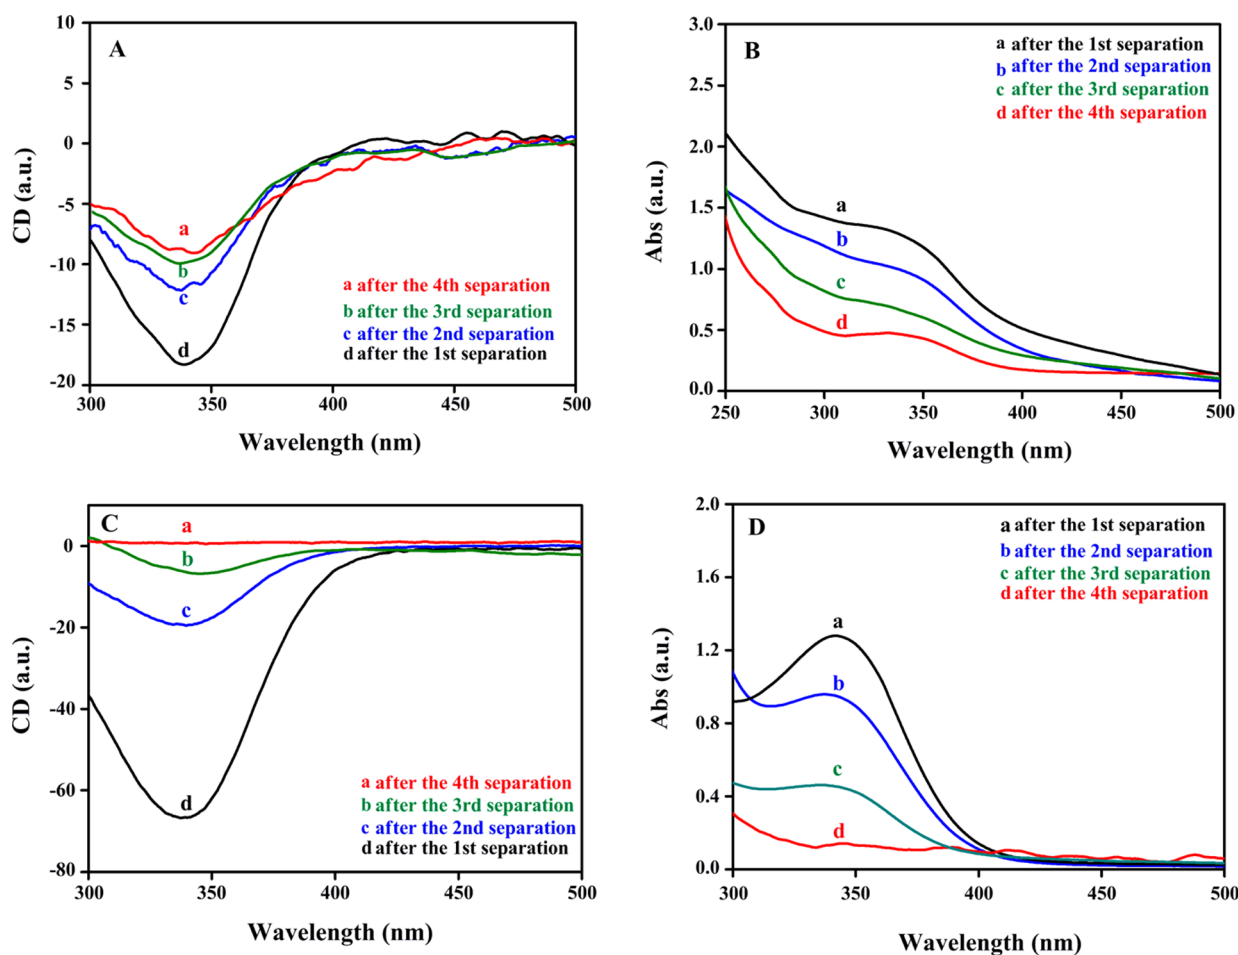 A
10
5
0
-5
-10
-15
-20
CD (a.u.)
a
b
c
d
a after the 4th separation
b after the 3rd separation
c after the 2nd separation
d after the 1st separation
300
350
400
450
500
Wavelength (nm)
B
3.0
2.5
2.0
1.5
1.0
0.5
0.0
Abs (a.u.)
a after the 1st separation
b after the 2nd separation
c after the 3rd separation
d after the 4th separation
a
b
c
d
250
300
350
400
450
500
Wavelength (nm)
C
0
-20
-40
-60
-80
CD (a.u.)
a
b
c
d
a after the 4th separation
b after the 3rd separation
c after the 2nd separation
d after the 1st separation
300
350
400
450
500
Wavelength (nm)
D
2.0
1.6
1.2
0.8
0.4
0.0
Abs (a.u.)
a after the 1st separation
b after the 2nd separation
c after the 3rd separation
d after the 4th separation
a
b
c
d
300
350
400
450
500
Wavelength (nm)